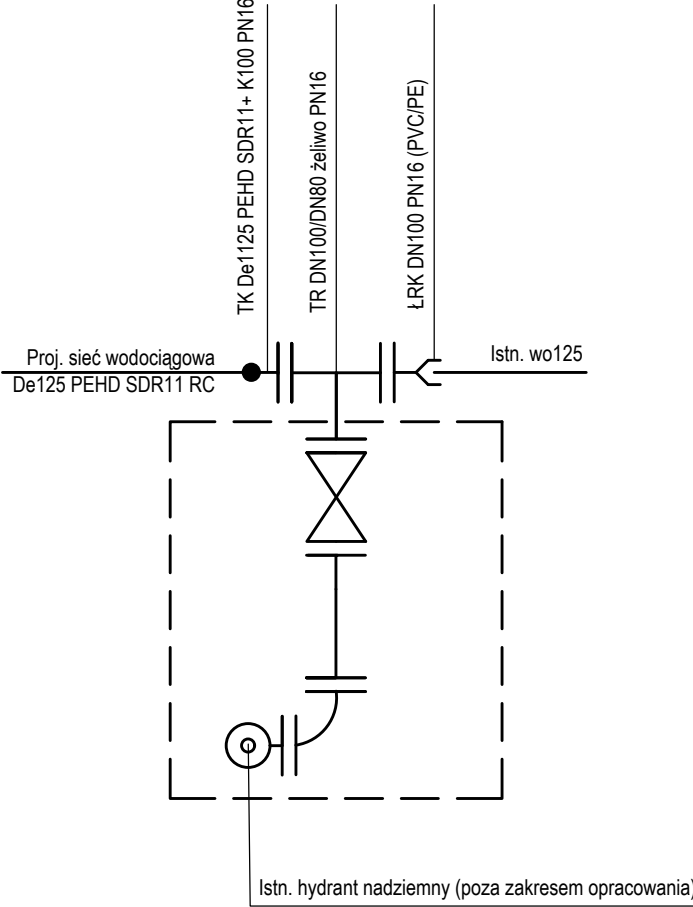 TK De1125 PEHD SDR11+ K100 PN16
TR DN100/DN80 żeliwo PN16
ŁRK DN100 PN16 (PVC/PE)
Proj. sieć wodociągowa
De125 PEHD SDR11 RC
Istn. wo125
Istn. hydrant nadziemny (poza zakresem opracowania)